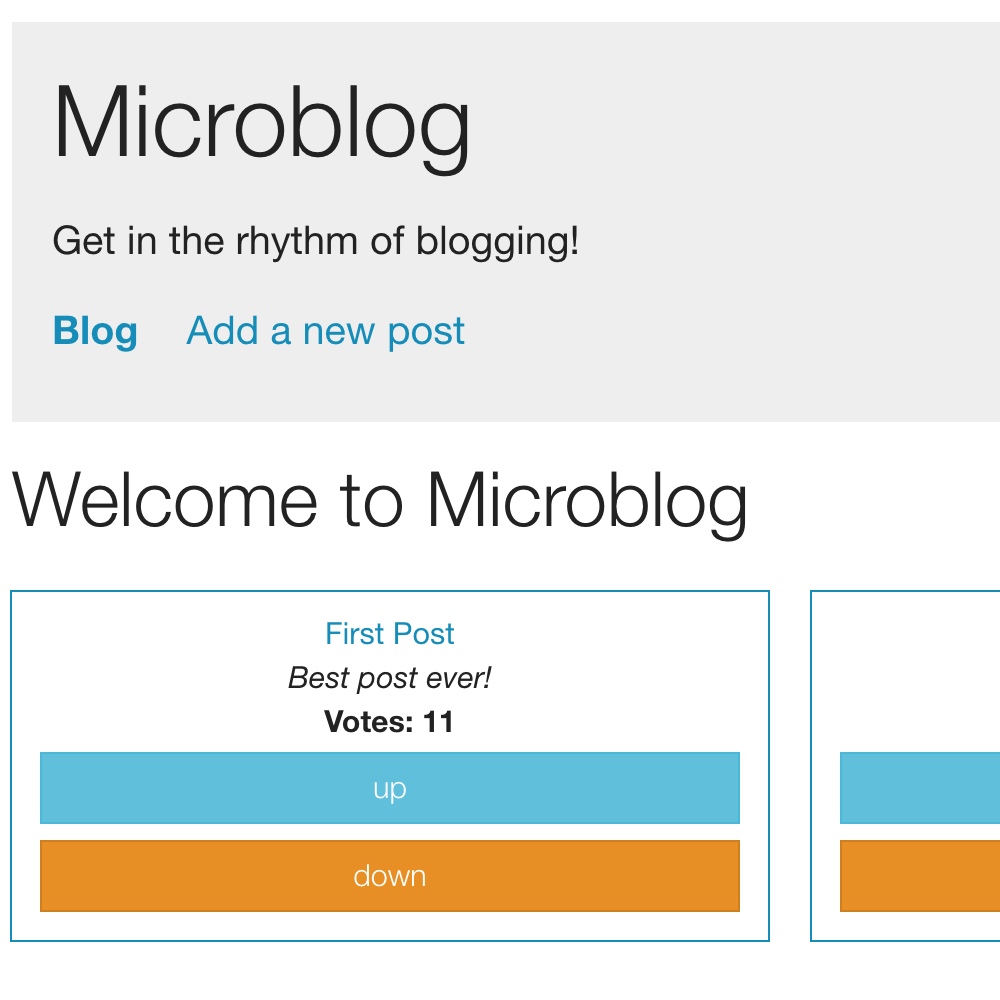 Microblog
Get in the rhythm of blogging!
Blog Add a new post
Welcome to Microblog
First Post
Best post ever!
Votes: 11
up
down